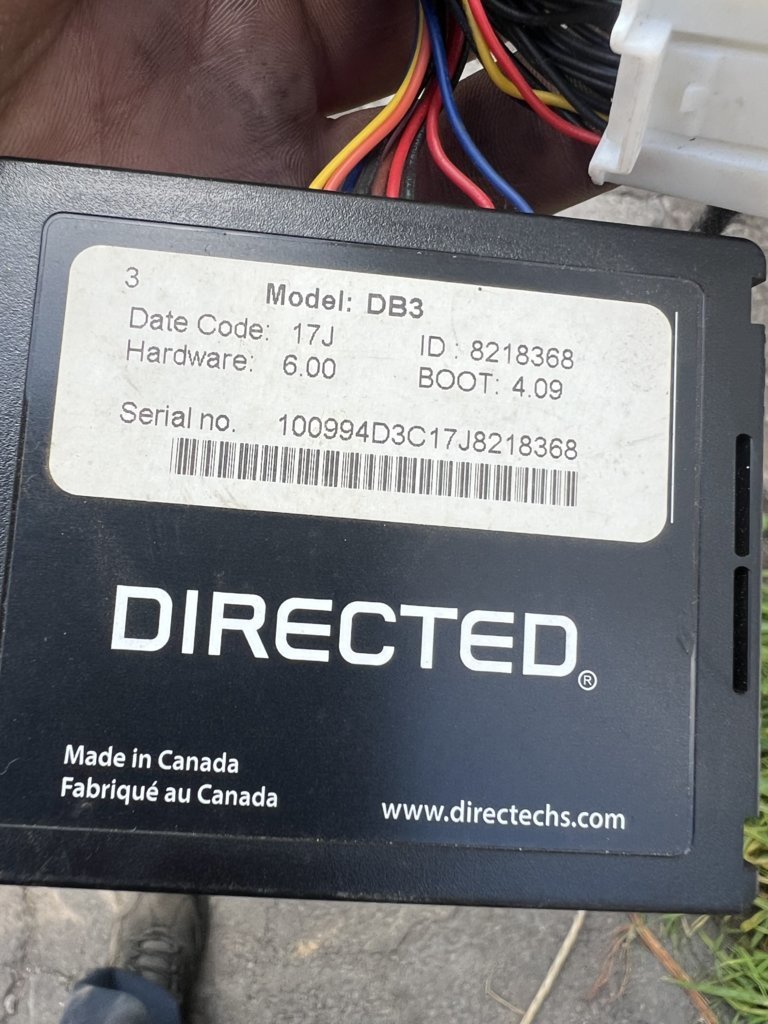 3
Model: DB3
Date Code: 17J
ID : 8218368
Hardware: 6.00
BOOT: 4.09
Serial no. 100994D3C17J8218368
DIRECTED®
Made in Canada
Fabriqué au Canada
www.directechs.com